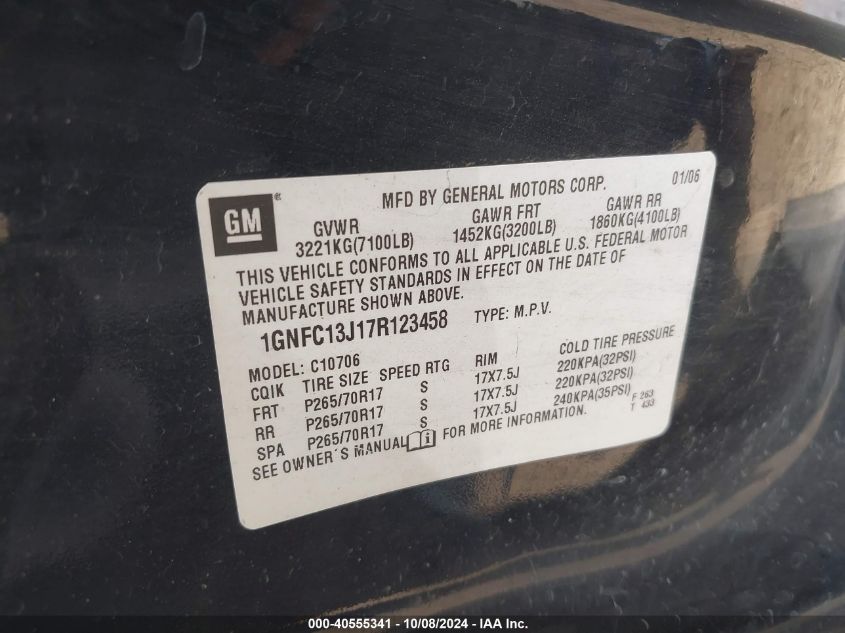 GM ®
MFD BY GENERAL MOTORS CORP. 01/06
GVWR GAWR FRT GAWR RR
3221KG(7100LB) 1452KG(3200LB) 1860KG(4100LB)
THIS VEHICLE CONFORMS TO ALL APPLICABLE U.S. FEDERAL MOTOR
VEHICLE SAFETY STANDARDS IN EFFECT ON THE DATE OF
MANUFACTURE SHOWN ABOVE.
1GNFC13J17R123458 TYPE: M.P.V.
MODEL: C10706
CQIK TIRE SIZE SPEED RTG RIM COLD TIRE PRESSURE
FRT P265/70R17 S 17X7.5J 220KPA(32PSI)
RR P265/70R17 S 17X7.5J 220KPA(32PSI)
SPA P265/70R17 S 17X7.5J 240KPA(35PSI)
SEE OWNER'S MANUAL i FOR MORE INFORMATION.
F 263
T 433
000-40555341 - 10/08/2024 - IAA Inc.